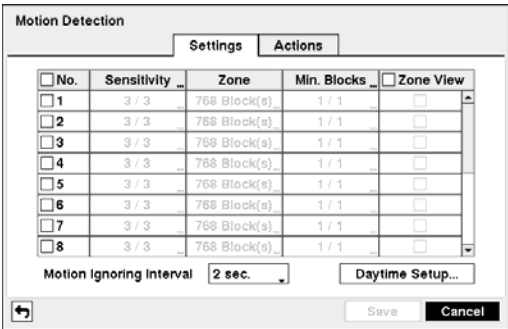 Motion Detection
Settings Actions
No. Sensitivity Zone Min. Blocks Zone View
1 3 / 3 768 Block(s) 1 / 1
2 3 / 3 768 Block(s) 1 / 1
3 3 / 3 768 Block(s) 1 / 1
4 3 / 3 768 Block(s) 1 / 1
5 3 / 3 768 Block(s) 1 / 1
6 3 / 3 768 Block(s) 1 / 1
7 3 / 3 768 Block(s) 1 / 1
8 3 / 3 768 Block(s) 1 / 1
Motion Ignoring Interval 2 sec. Daytime Setup...
Save Cancel